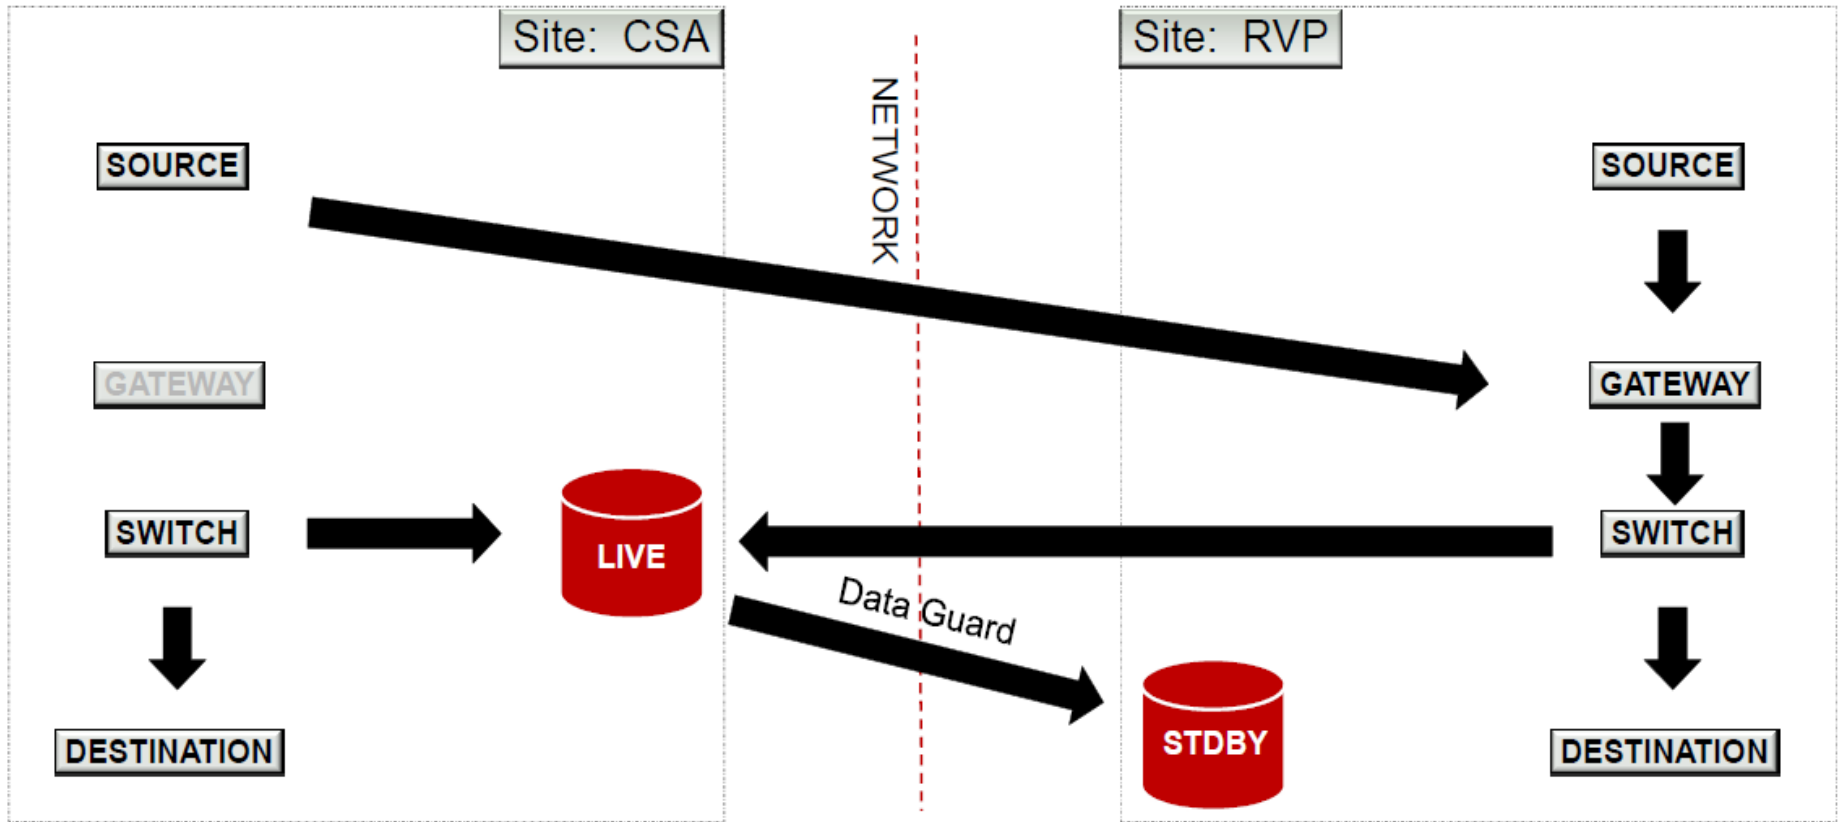 Site:  CSA
Site:  RVP
NETWORK
SOURCE
SOURCE
GATEWAY
GATEWAY
SWITCH
LIVE
SWITCH
Data Guard
DESTINATION
STDBY
DESTINATION